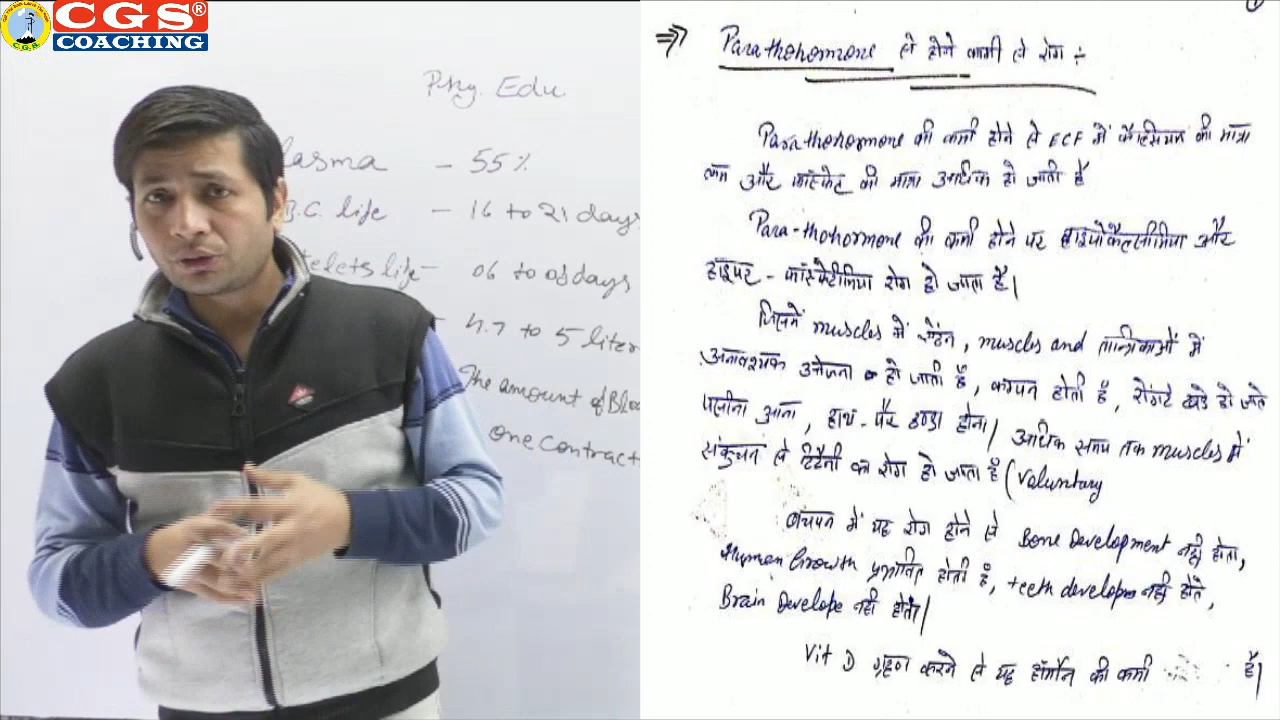 CGS®
COACHING
C.G.S.
Phy. Edu
lasma - 55%
B.C. life - 16 to 21 days
telets life - 06 to 08 days
4.7 to 5 liter
The amount of Bloo
one contract
⇒ Parathohormone से होने वाली से रोग ÷
Parathohormone की कमी होने से ECF में कैल्सियम की मात्रा
कम और फॉस्फेट की मात्रा अधिक हो जाती है
Para-thohormone की कमी होने पर हाइपोकैल्सीमिया और
हाइपर - फॉस्फेटीमिया रोग हो जाता है।
जिसमें muscles में ऐंठन, muscles and तान्त्रिकाओं में
अनावश्यक उत्तेजना हो जाती है, कम्पन होती है, रोंगटे खड़े हो जाते
पसीना आना, हाथ-पैर ठण्डा होना। अधिक समय तक muscles में
संकुचन से टिटैनी का रोग हो जाता है (Valuntary
बचपन में यह रोग होने से Bone Development नहीं होता,
Human Growth प्रभावित होती है, teeth develope नहीं होते,
Brain Develope नहीं होता।
Vit D ग्रहण करने से यह हॉर्मोन की कमी है।